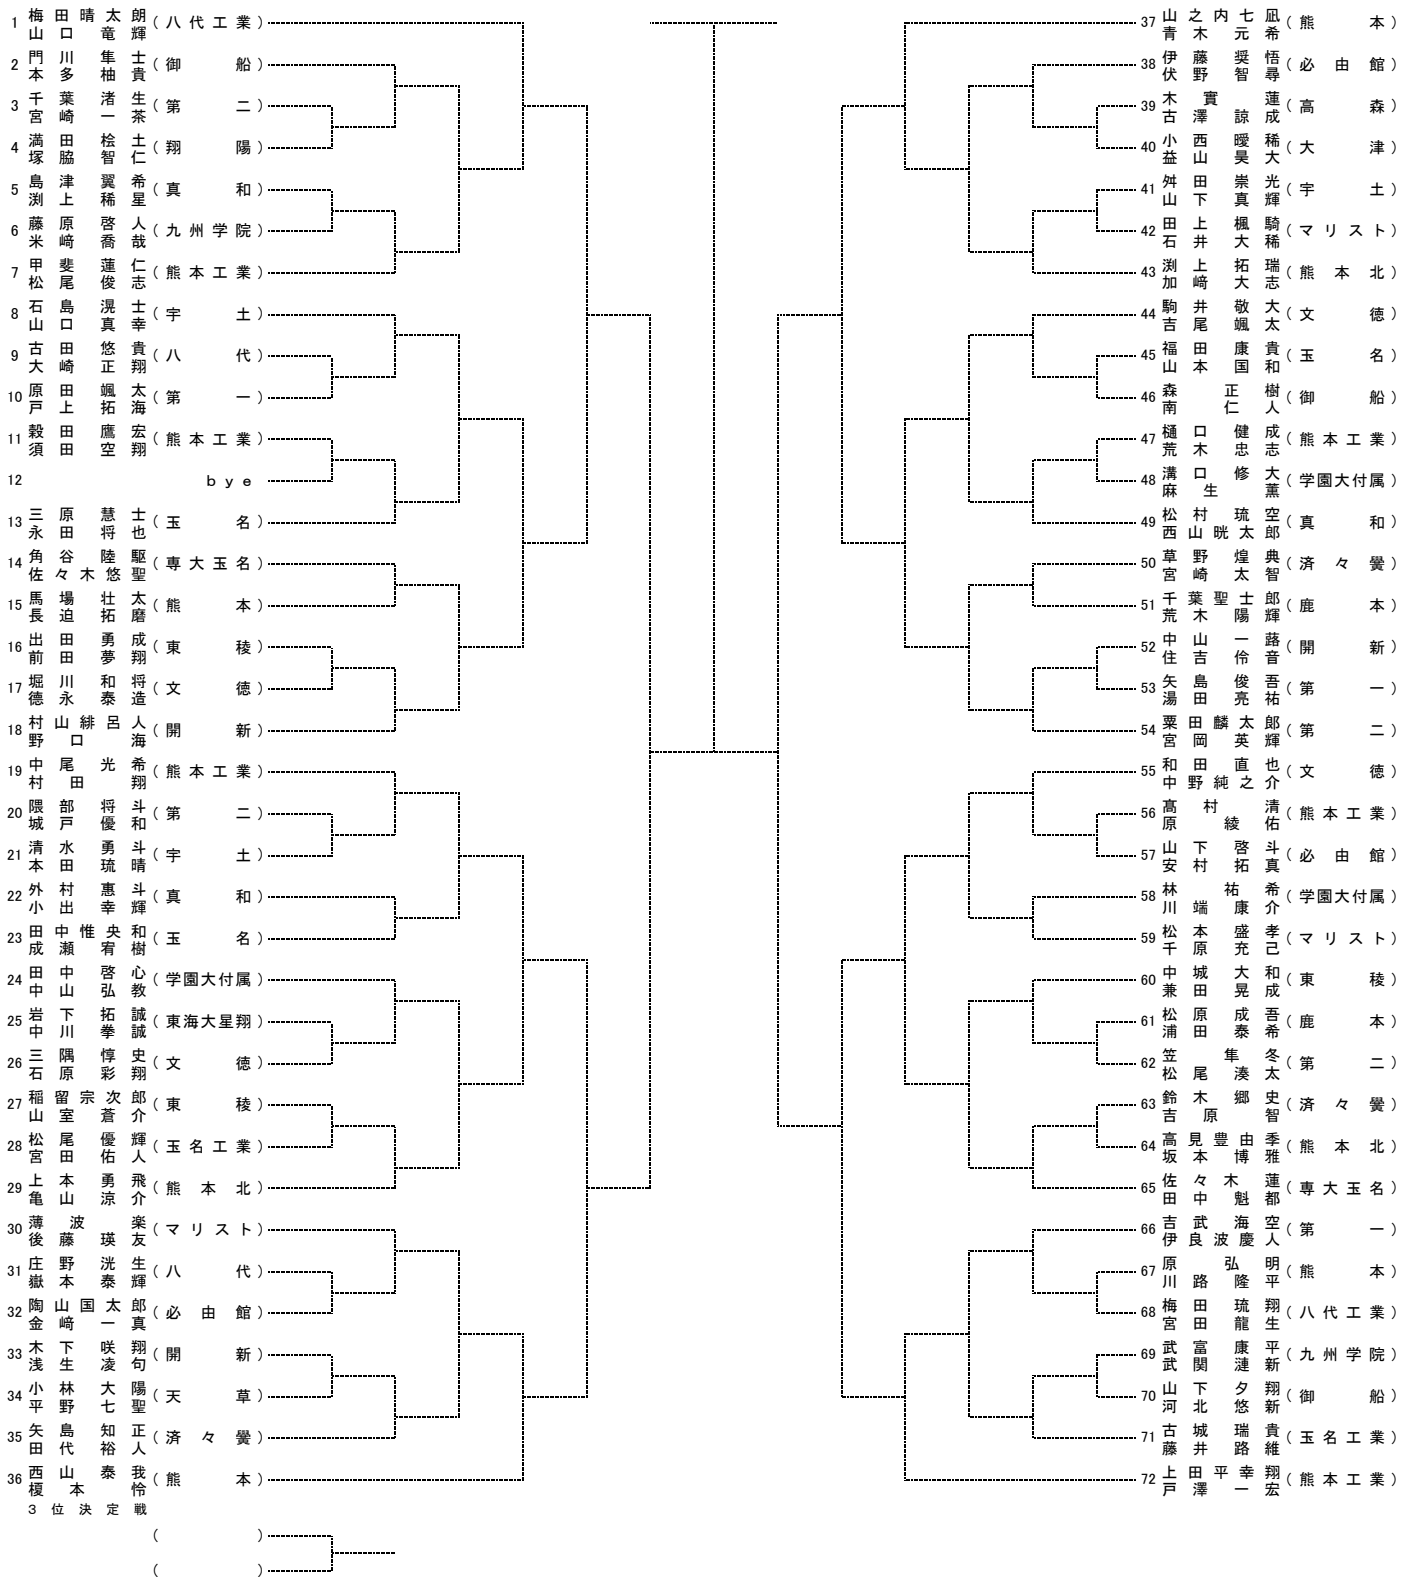 1 梅田晴太朗 (八代工業)
山口竜輝
2 門川隼士 (御船)
本多柚貴
3 千葉渚生 (第二)
宮崎一茶
4 満田桧土 (翔陽)
塚脇智仁
5 島津翼希 (真和)
渕上稀星
6 藤原啓人 (九州学院)
米﨑喬哉
7 甲斐蓮仁 (熊本工業)
松尾俊志
8 石島滉士 (宇土)
山口真幸
9 古田悠貴 (八代)
大崎正翔
10 原田颯太 (第一)
戸上拓海
11 穀田鷹宏 (熊本工業)
須田空翔
12 bye
13 三原慧士 (玉名)
永田将也
14 角谷陸駆 (専大玉名)
佐々木悠聖
15 馬場壮太 (熊本)
長迫拓磨
16 出田勇成 (東稜)
前田夢翔
17 堀川和将 (文徳)
德永泰造
18 村山緋呂人 (開新)
野口海
19 中尾光希 (熊本工業)
村田翔
20 隈部将斗 (第二)
城戸優和
21 清水勇斗 (宇土)
本田琉晴
22 外村惠斗 (真和)
小出幸輝
23 田中惟央和 (玉名)
成瀬宥樹
24 田中啓心 (学園大付属)
中山弘教
25 岩下拓誠 (東海大星翔)
中川拳誠
26 三隅惇史 (文徳)
石原彩翔
27 稲留宗次郎 (東稜)
山室蒼介
28 松尾優輝 (玉名工業)
宮田佑人
29 上本勇飛 (熊本北)
亀山涼介
30 薄波楽 (マリスト)
後藤瑛友
31 庄野洸生 (八代)
嶽本泰輝
32 陶山国太郎 (必由館)
金﨑一真
33 木下咲翔 (開新)
浅生凌句
34 小林大陽 (天草)
平野七聖
35 矢島知正 (済々黌)
田代裕人
36 西山泰我 (熊本)
榎本怜
3位決定戦
( )
( )
37 山之内七凪 (熊本)
青木元希
38 伊藤奨悟 (必由館)
伏野智尋
39 木實蓮 (高森)
古澤諒成
40 小西暖稀 (大津)
益山昊大
41 舛田崇光 (宇土)
山下真輝
42 田上楓騎 (マリスト)
石井大稀
43 渕上拓瑞 (熊本北)
加﨑大志
44 駒井敬大 (文徳)
吉尾颯太
45 福田康貴 (玉名)
山本国和
46 森正樹 (御船)
南仁人
47 樋口健成 (熊本工業)
荒木忠志
48 溝口修大 (学園大付属)
麻生薫
49 松村琉空 (真和)
西山晄太郎
50 草野煌典 (済々黌)
宮崎太智
51 千葉聖士郎 (鹿本)
荒木陽輝
52 中山一蕗 (開新)
住吉伶音
53 矢島俊吾 (第一)
湯田亮祐
54 粟田麟太郎 (第二)
宮岡英輝
55 和田直也 (文徳)
中野純之介
56 髙村清 (熊本工業)
原綾佑
57 山下啓斗 (必由館)
安村拓真
58 林祐希 (学園大付属)
川端康介
59 松本盛孝 (マリスト)
千原充己
60 中城大和 (東稜)
兼田晃成
61 松原成吾 (鹿本)
浦田泰希
62 笠隼冬 (第二)
松尾湊太
63 鈴木郷史 (済々黌)
吉原智
64 高見豊由季 (熊本北)
坂本博雅
65 佐々木蓮 (専大玉名)
田中魁都
66 吉武海空 (第一)
伊良波慶人
67 原弘明 (熊本)
川路隆平
68 梅田琉翔 (八代工業)
宮田龍生
69 武富康平 (九州学院)
武関漣新
70 山下夕翔 (御船)
河北悠新
71 古城瑞貴 (玉名工業)
藤井路維
72 上田平幸翔 (熊本工業)
戸澤一宏